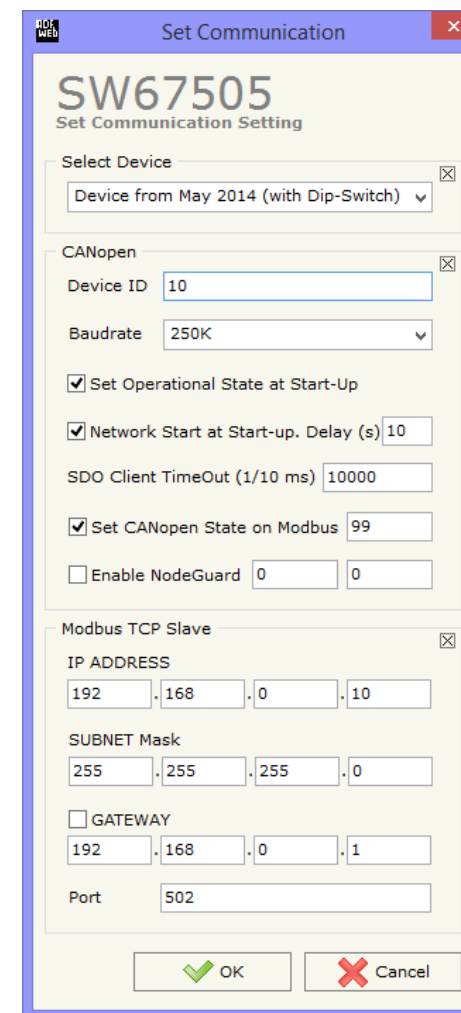 ADF
WEB
Set Communication
SW67505
Set Communication Setting
Select Device
Device from May 2014 (with Dip-Switch)
CANopen
Device ID 10
Baudrate 250K
Set Operational State at Start-Up
Network Start at Start-up. Delay (s) 10
SDO Client TimeOut (1/10 ms) 10000
Set CANopen State on Modbus 99
Enable NodeGuard 0 0
Modbus TCP Slave
IP ADDRESS
192 . 168 . 0 . 10
SUBNET Mask
255 . 255 . 255 . 0
GATEWAY
192 . 168 . 0 . 1
Port 502
OK Cancel